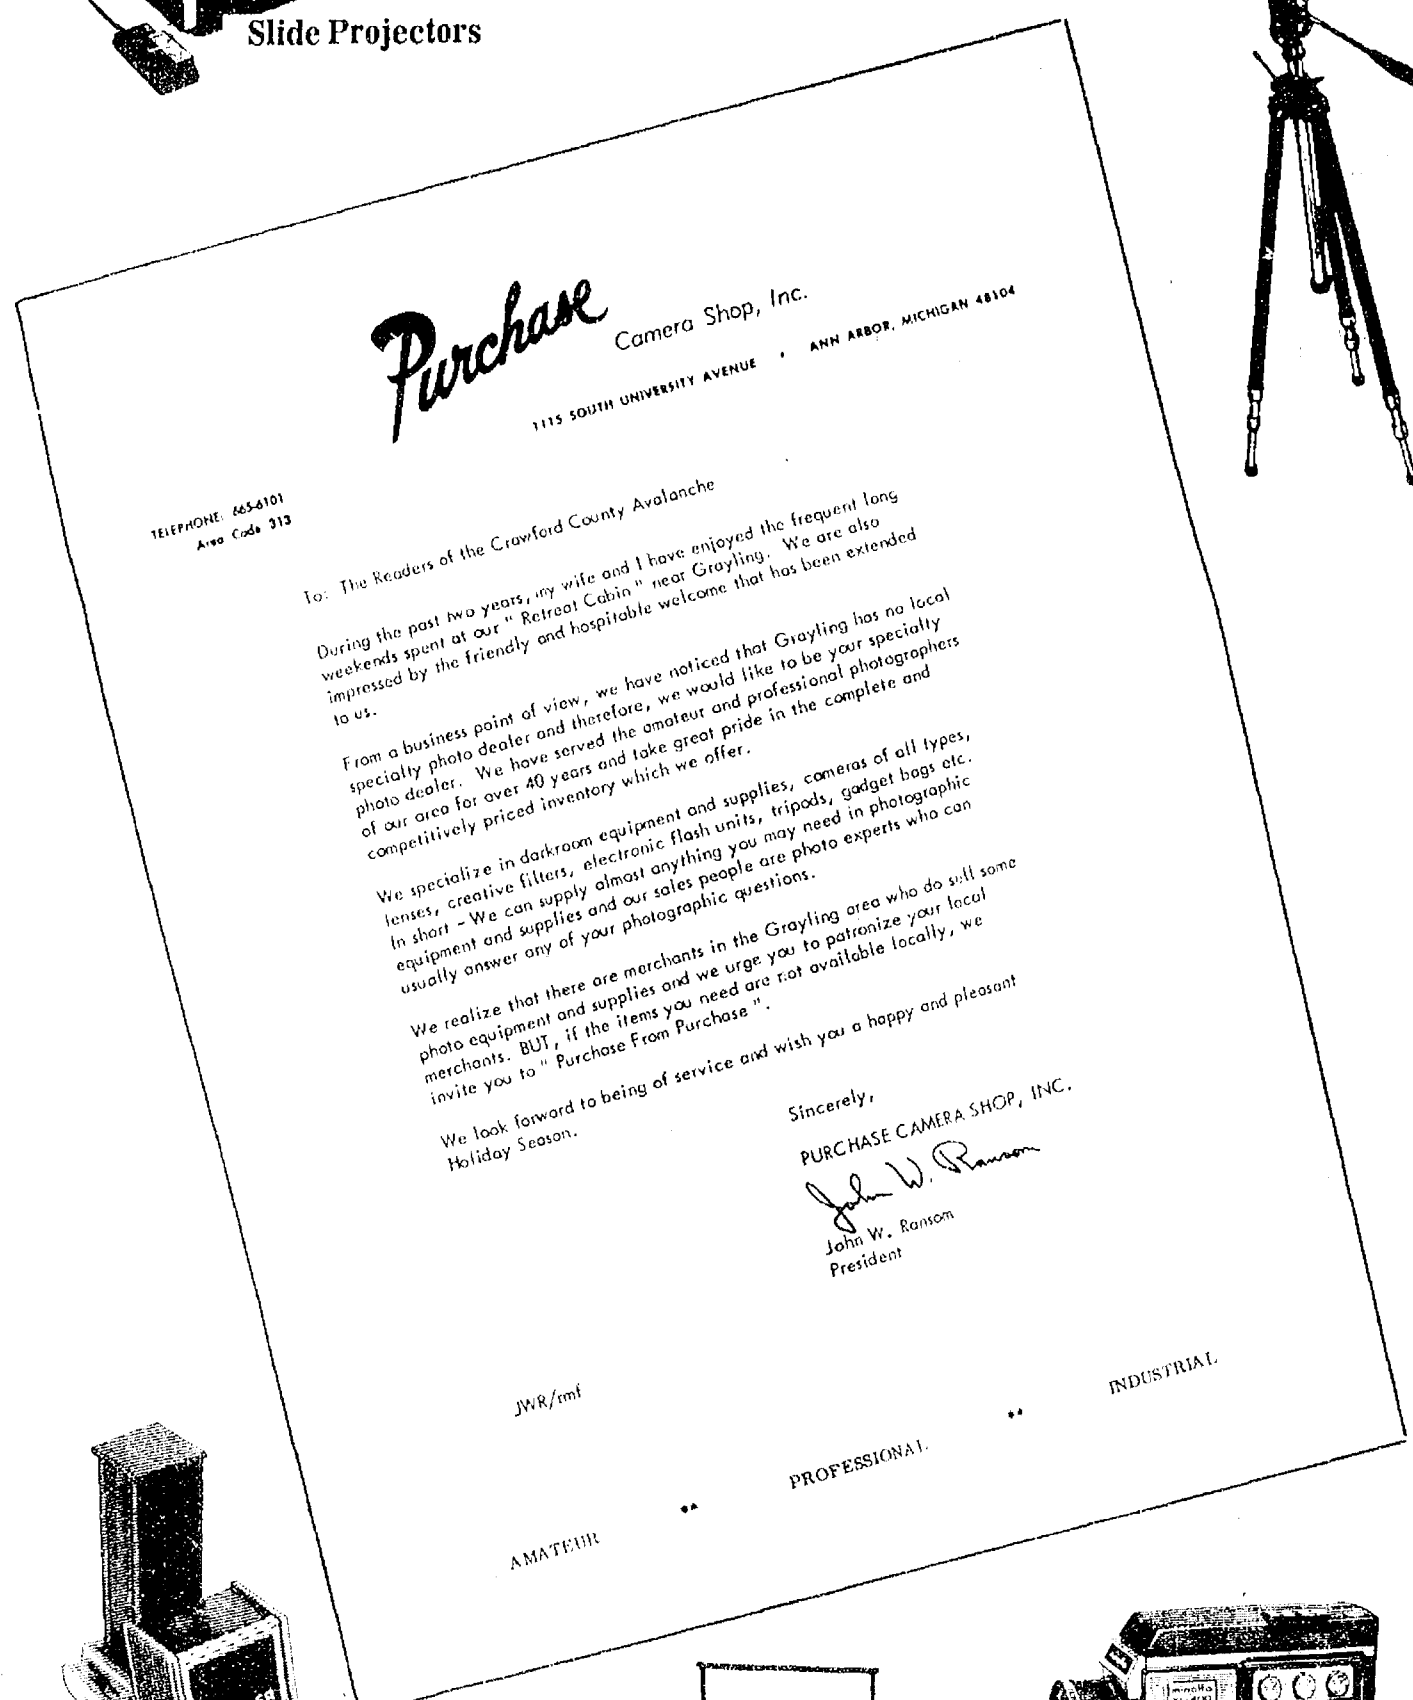 Slide Projectors
Purchase Camera Shop, Inc.
1115 SOUTH UNIVERSITY AVENUE • ANN ARBOR, MICHIGAN 48104
TELEPHONE: 665-6101
Area Code 313
To: The Readers of the Crawford County Avalanche
During the past two years, my wife and I have enjoyed the frequent long
weekends spent at our " Retreat Cabin " near Grayling. We are also
impressed by the friendly and hospitable welcome that has been extended
to us.
From a business point of view, we have noticed that Grayling has no local
specialty photo dealer and therefore, we would like to be your specialty
photo dealer. We have served the amateur and professional photographers
of our area for over 40 years and take great pride in the complete and
competitively priced inventory which we offer.
We specialize in darkroom equipment and supplies, cameras of all types,
lenses, creative filters, electronic flash units, tripods, gadget bags etc.
In short - We can supply almost anything you may need in photographic
equipment and supplies and our sales people are photo experts who can
usually answer any of your photographic questions.
We realize that there are merchants in the Grayling area who do sell some
photo equipment and supplies and we urge you to patronize your local
merchants. BUT, if the items you need are not available locally, we
invite you to " Purchase From Purchase ".
We look forward to being of service and wish you a happy and pleasant
Holiday Season.
Sincerely,
PURCHASE CAMERA SHOP, INC.
John W. Ransom
John W. Ransom
President
JWR/rmf
AMATEUR ** PROFESSIONAL ** INDUSTRIAL
minolta